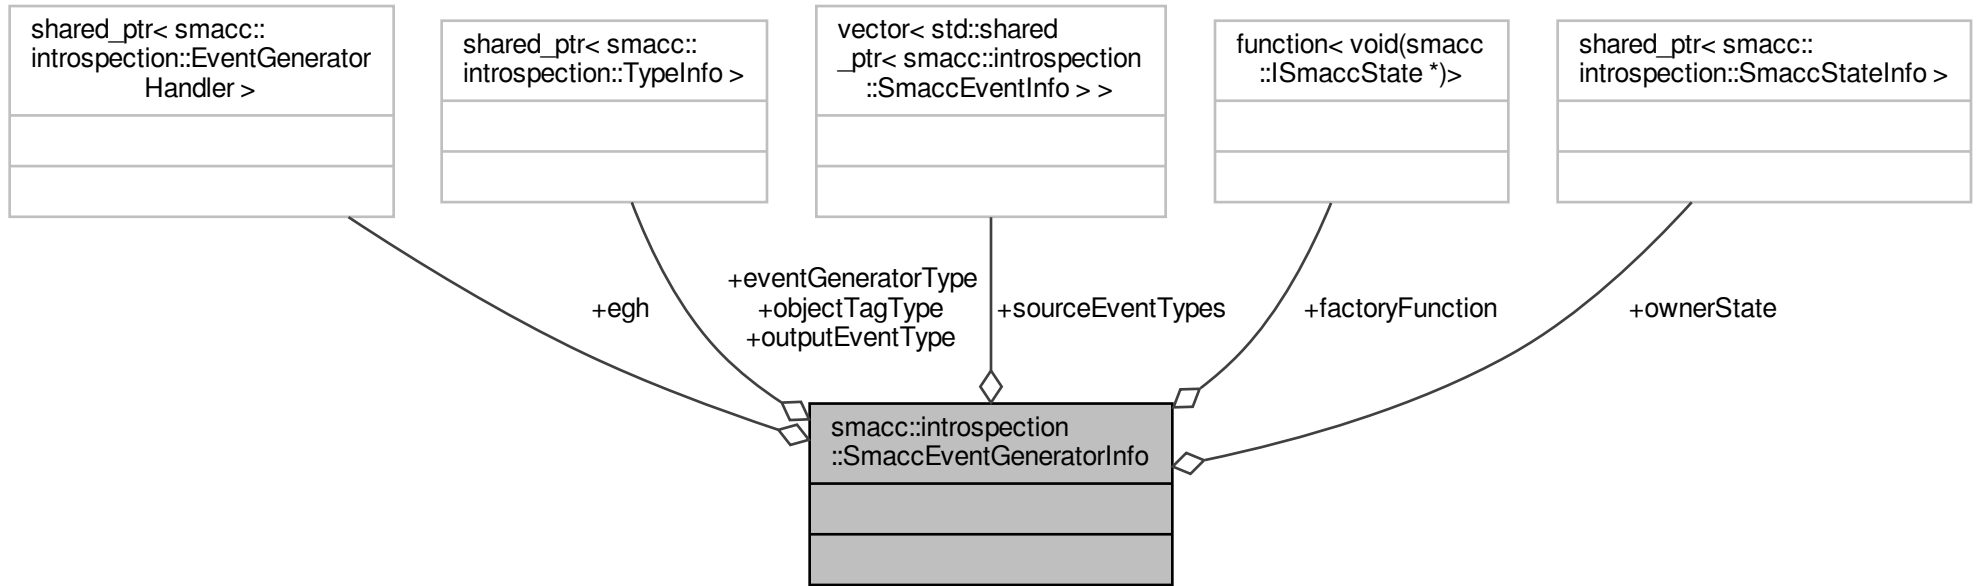 shared_ptr< smacc::
introspection::EventGenerator
Handler >
shared_ptr< smacc::
introspection::TypeInfo >
vector< std::shared
_ptr< smacc::introspection
::SmaccEventInfo > >
function< void(smacc
::ISmaccState *)>
shared_ptr< smacc::
introspection::SmaccStateInfo >
+egh
+eventGeneratorType
+objectTagType
+outputEventType
+sourceEventTypes
+factoryFunction
+ownerState
smacc::introspection
::SmaccEventGeneratorInfo